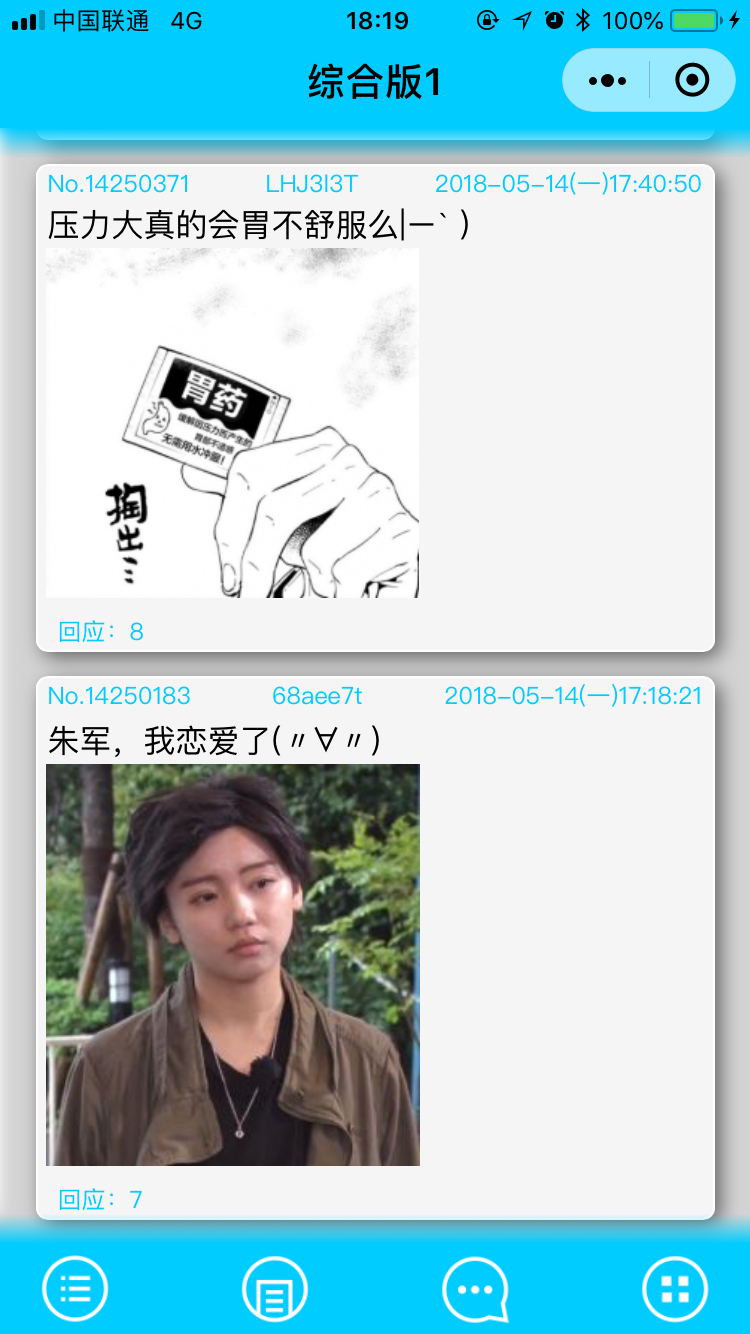 中国联通 4G 18:19 100%
综合版1
No.14250371 LHJ3I3T 2018-05-14(一)17:40:50
压力大真的会胃不舒服么|ー` )
胃药
缓解因压力所产生的
胃部不适感
无需用水冲服!
掏出…
回应：8
No.14250183 68aee7t 2018-05-14(一)17:18:21
朱军，我恋爱了(〃∀〃)
回应：7